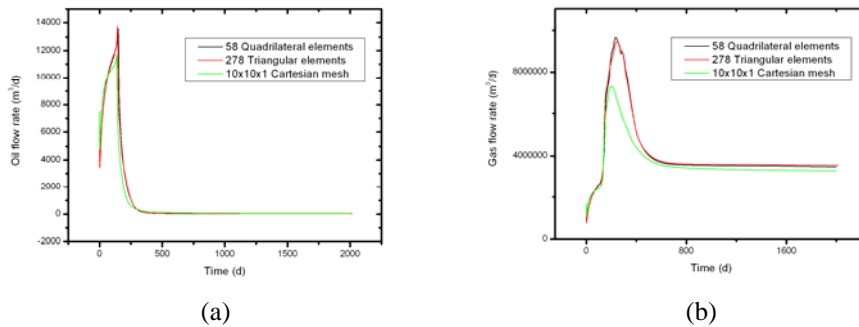 14000
12000
10000
8000
6000
4000
2000
0
-2000
Oil flow rate (m³/d)
58 Quadrilateral elements
278 Triangular elements
10x10x1 Cartesian mesh
0 500 1000 1500 2000
Time (d)
(a)
8000000
4000000
0
Gas flow rate (m³/d)
58 Quadrilateral elements
278 Triangular elements
10x10x1 Cartesian mesh
0 800 1600
Time (d)
(b)